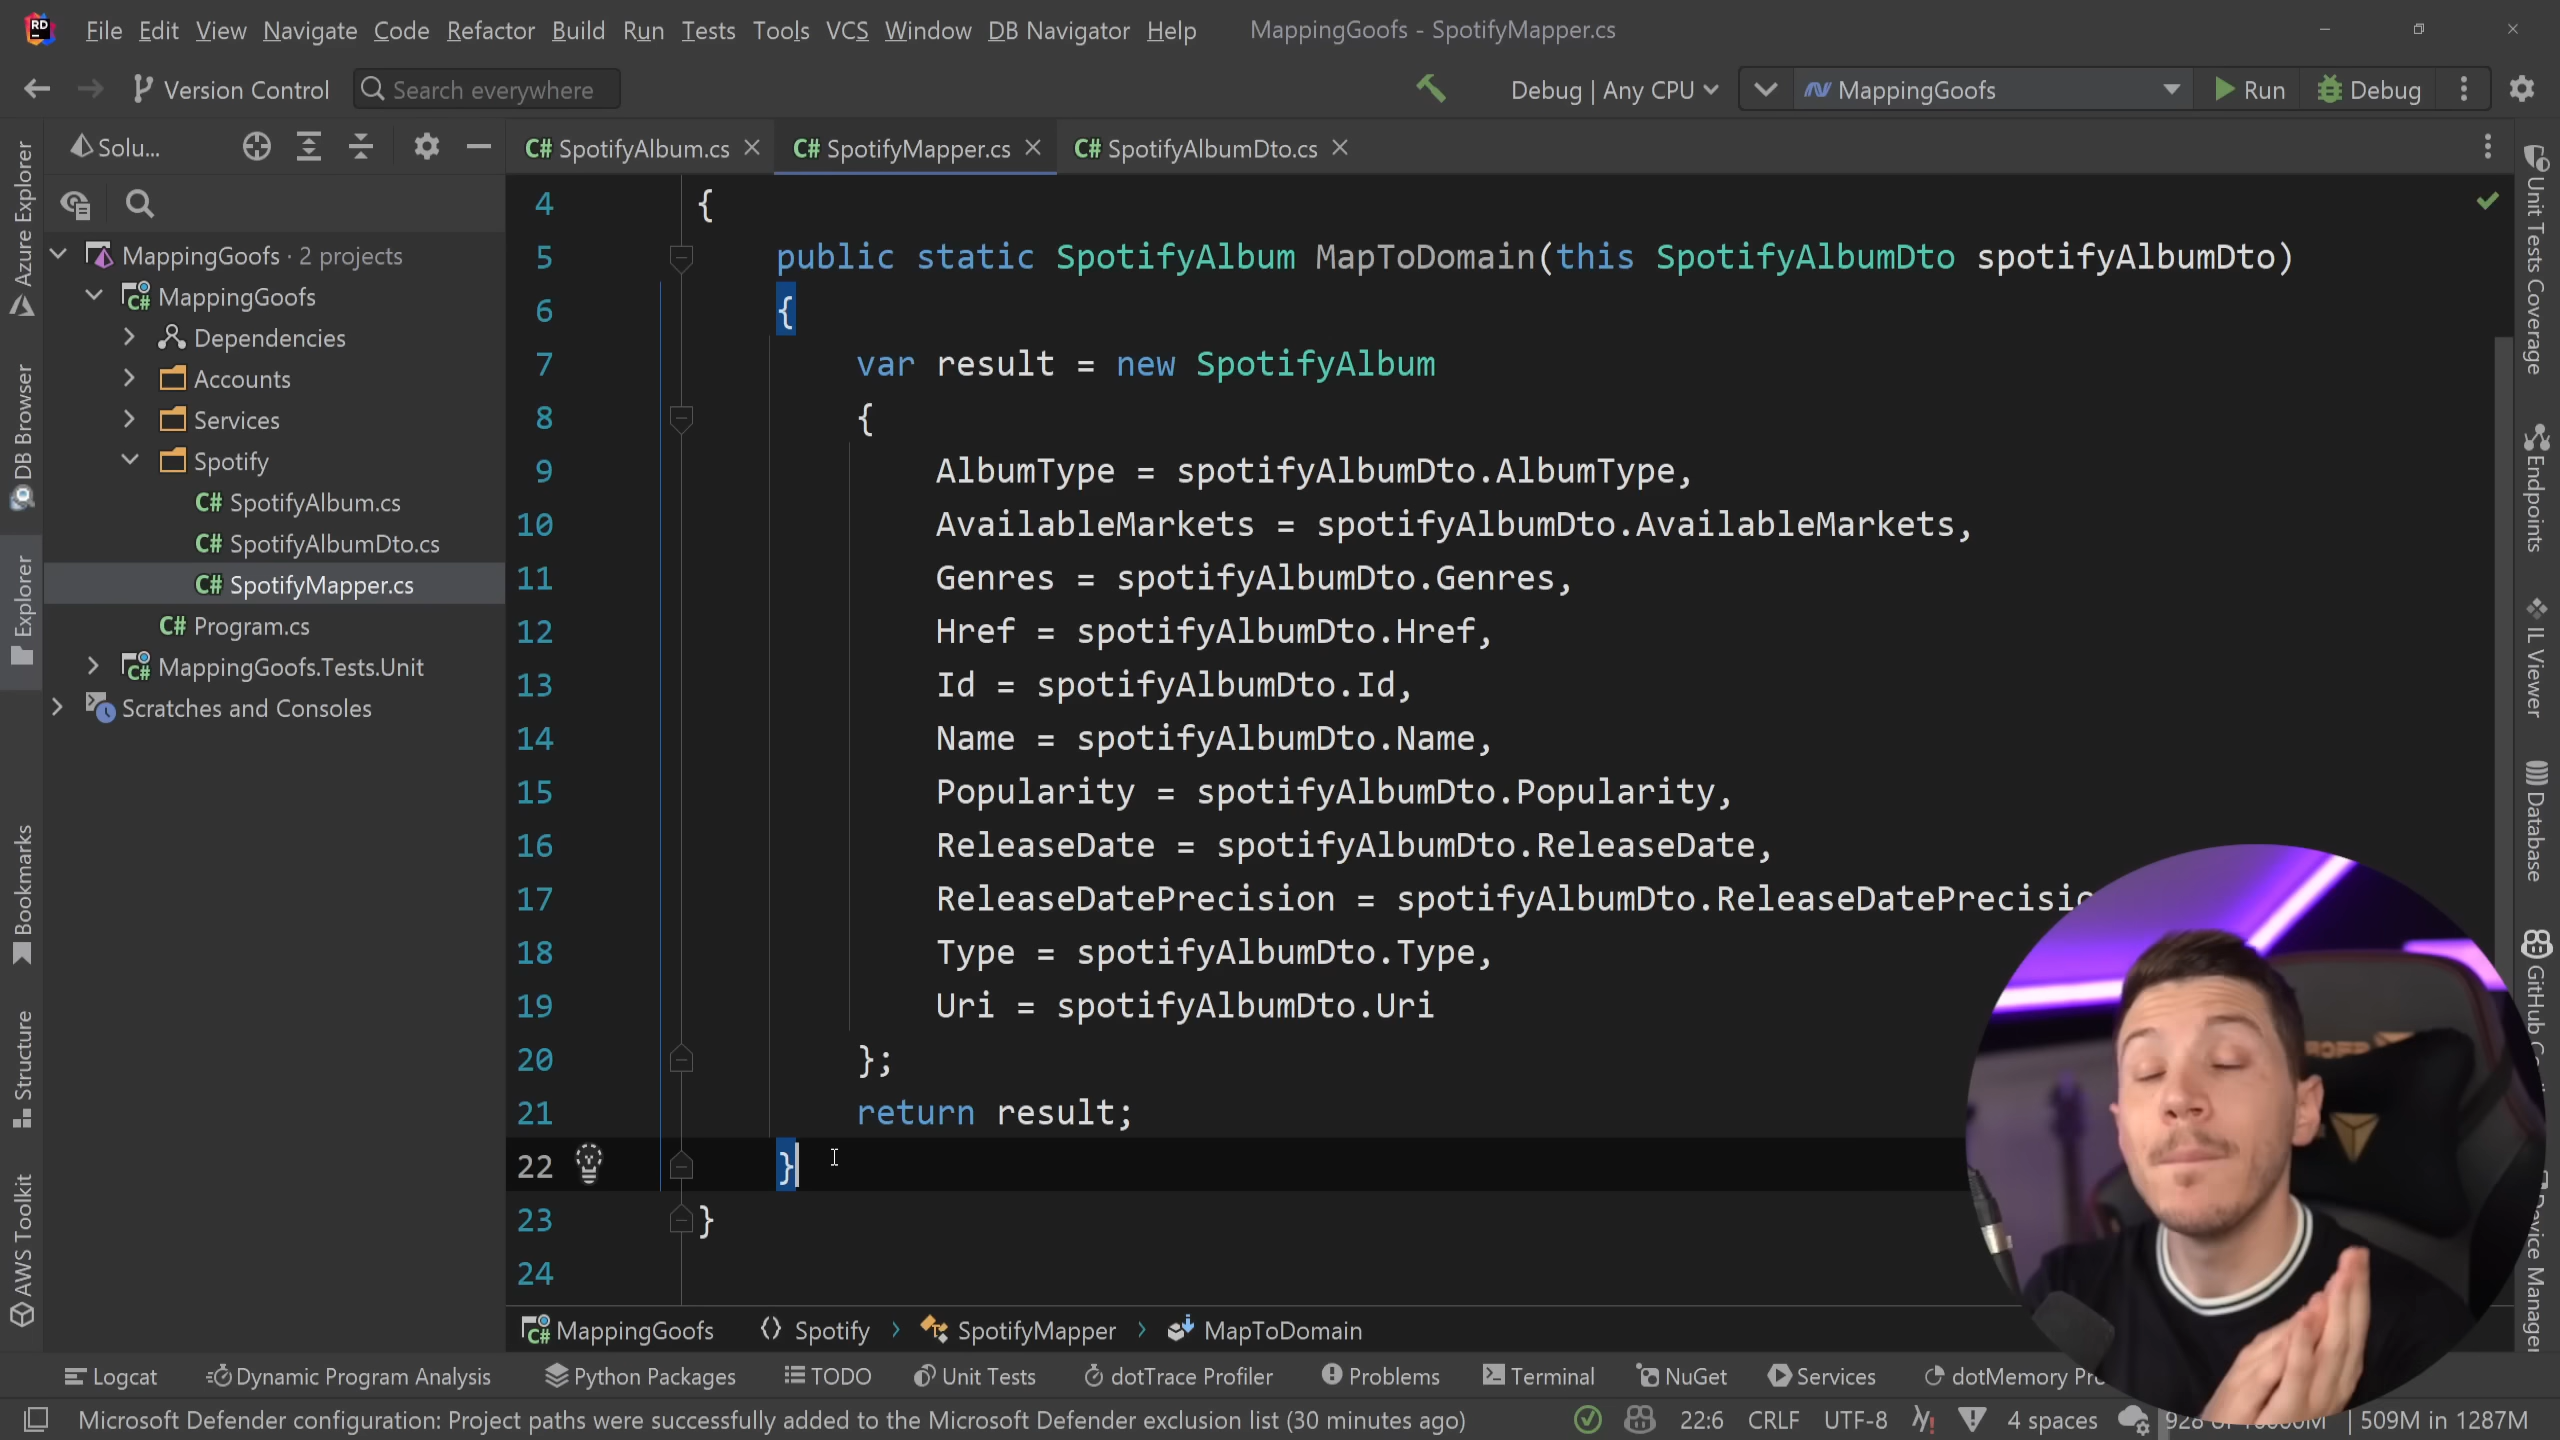 File Edit View Navigate Code Refactor Build Run Tests Tools VCS Window DB Navigator Help MappingGoofs - SpotifyMapper.cs
Version Control Search everywhere Debug | Any CPU MappingGoofs Run Debug
Solu... SpotifyAlbum.cs SpotifyMapper.cs SpotifyAlbumDto.cs
MappingGoofs · 2 projects
MappingGoofs
Dependencies
Accounts
Services
Spotify
C# SpotifyAlbum.cs
C# SpotifyAlbumDto.cs
C# SpotifyMapper.cs
C# Program.cs
MappingGoofs.Tests.Unit
Scratches and Consoles
Azure Explorer
DB Browser
Explorer
Bookmarks
Structure
AWS Toolkit
4 {
5 public static SpotifyAlbum MapToDomain(this SpotifyAlbumDto spotifyAlbumDto)
6 {
7 var result = new SpotifyAlbum
8 {
9 AlbumType = spotifyAlbumDto.AlbumType,
10 AvailableMarkets = spotifyAlbumDto.AvailableMarkets,
11 Genres = spotifyAlbumDto.Genres,
12 Href = spotifyAlbumDto.Href,
13 Id = spotifyAlbumDto.Id,
14 Name = spotifyAlbumDto.Name,
15 Popularity = spotifyAlbumDto.Popularity,
16 ReleaseDate = spotifyAlbumDto.ReleaseDate,
17 ReleaseDatePrecision = spotifyAlbumDto.ReleaseDatePrecisio
18 Type = spotifyAlbumDto.Type,
19 Uri = spotifyAlbumDto.Uri
20 };
21 return result;
22 }
23 }
24
Unit Tests Coverage
Endpoints
IL Viewer
Database
GitHub Co
Device Manager
MappingGoofs Spotify SpotifyMapper MapToDomain
Logcat Dynamic Program Analysis Python Packages TODO Unit Tests dotTrace Profiler Problems Terminal NuGet Services dotMemory Pro
Microsoft Defender configuration: Project paths were successfully added to the Microsoft Defender exclusion list (30 minutes ago) 22:6 CRLF UTF-8 4 spaces 509M in 1287M